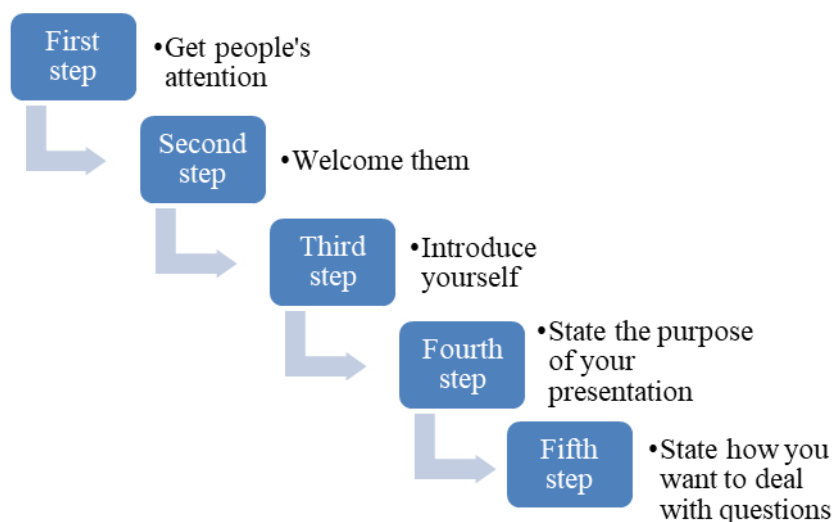 First
step
•Get people's
attention
Second
step
•Welcome them
Third
step
•Introduce
yourself
Fourth
step
•State the purpose
of your
presentation
Fifth
step
•State how you
want to deal
with questions